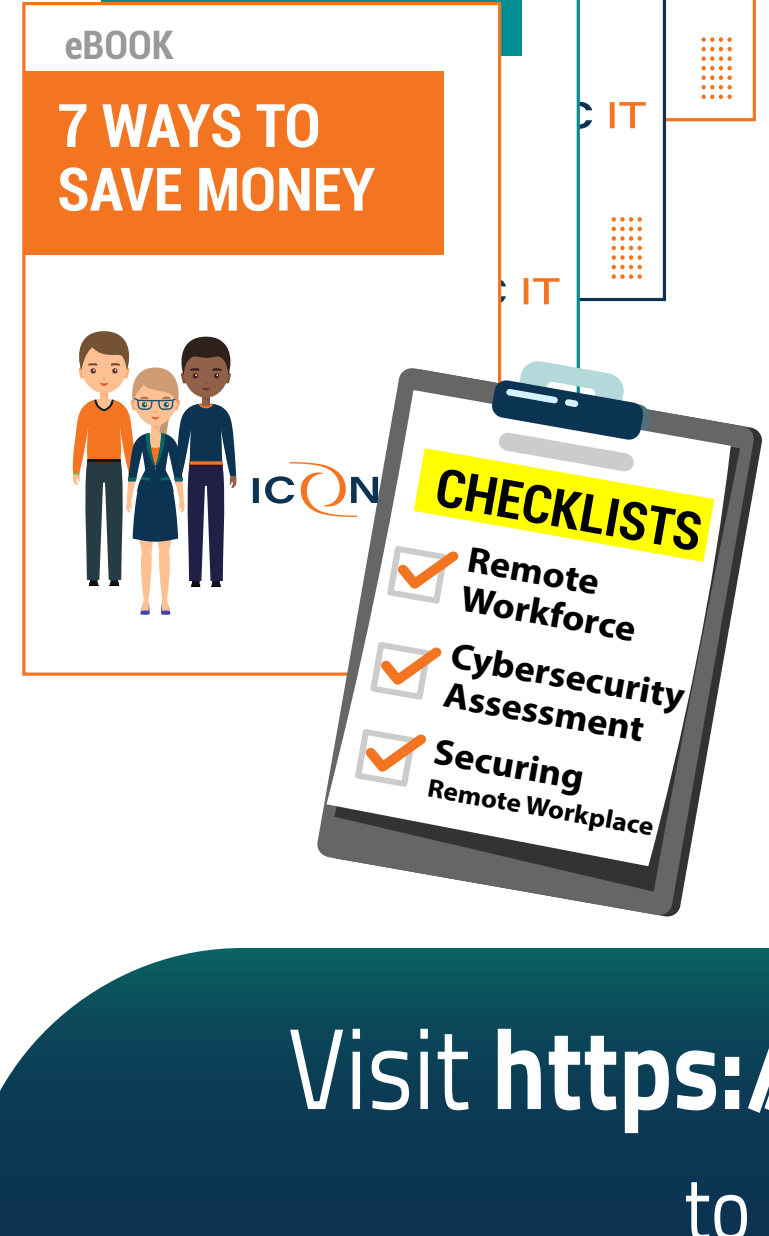 eBOOK
7 WAYS TO
SAVE MONEY
C IT
IT
ICON
CHECKLISTS
Remote
Workforce
Cybersecurity
Assessment
Securing
Remote Workplace
Visit https:/
to